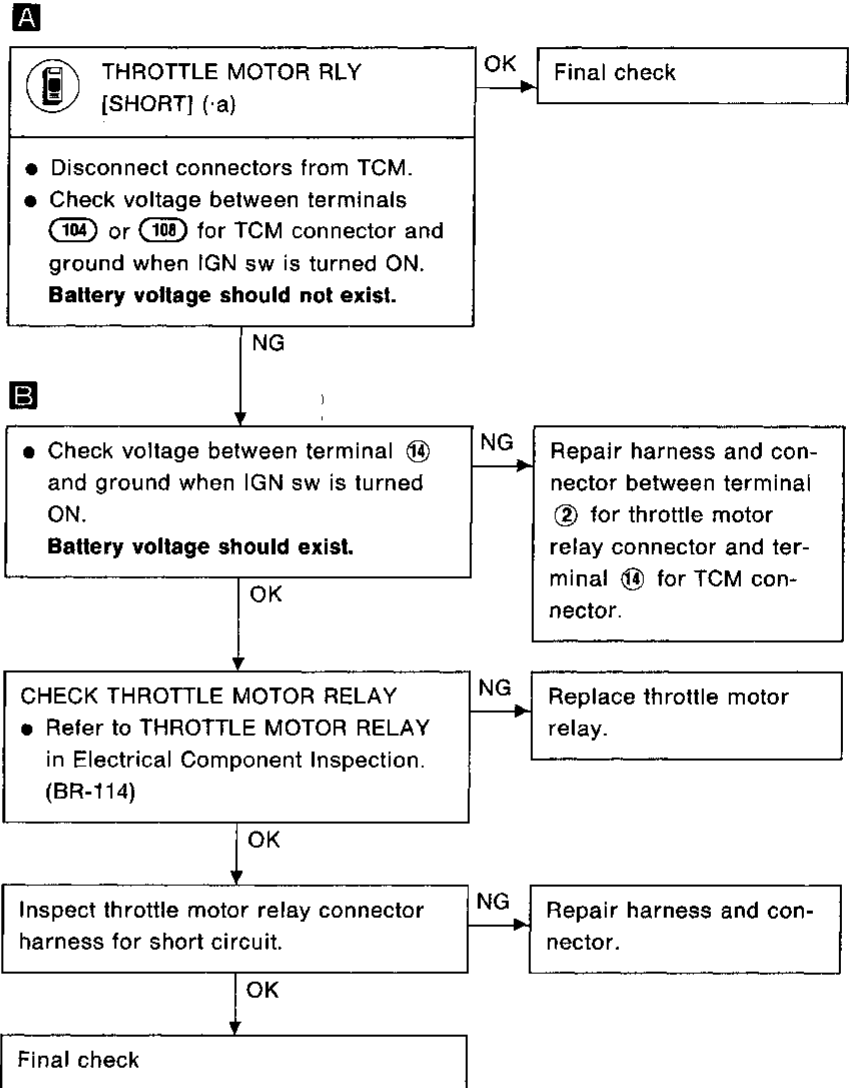 A
THROTTLE MOTOR RLY
[SHORT] (·a)
OK
Final check
● Disconnect connectors from TCM.
● Check voltage between terminals
104 or 108 for TCM connector and
ground when IGN sw is turned ON.
Battery voltage should not exist.
NG
B
● Check voltage between terminal ⑭
and ground when IGN sw is turned
ON.
Battery voltage should exist.
NG
Repair harness and con-
nector between terminal
② for throttle motor
relay connector and ter-
minal ⑭ for TCM con-
nector.
OK
CHECK THROTTLE MOTOR RELAY
● Refer to THROTTLE MOTOR RELAY
in Electrical Component Inspection.
(BR-114)
NG
Replace throttle motor
relay.
OK
Inspect throttle motor relay connector
harness for short circuit.
NG
Repair harness and con-
nector.
OK
Final check